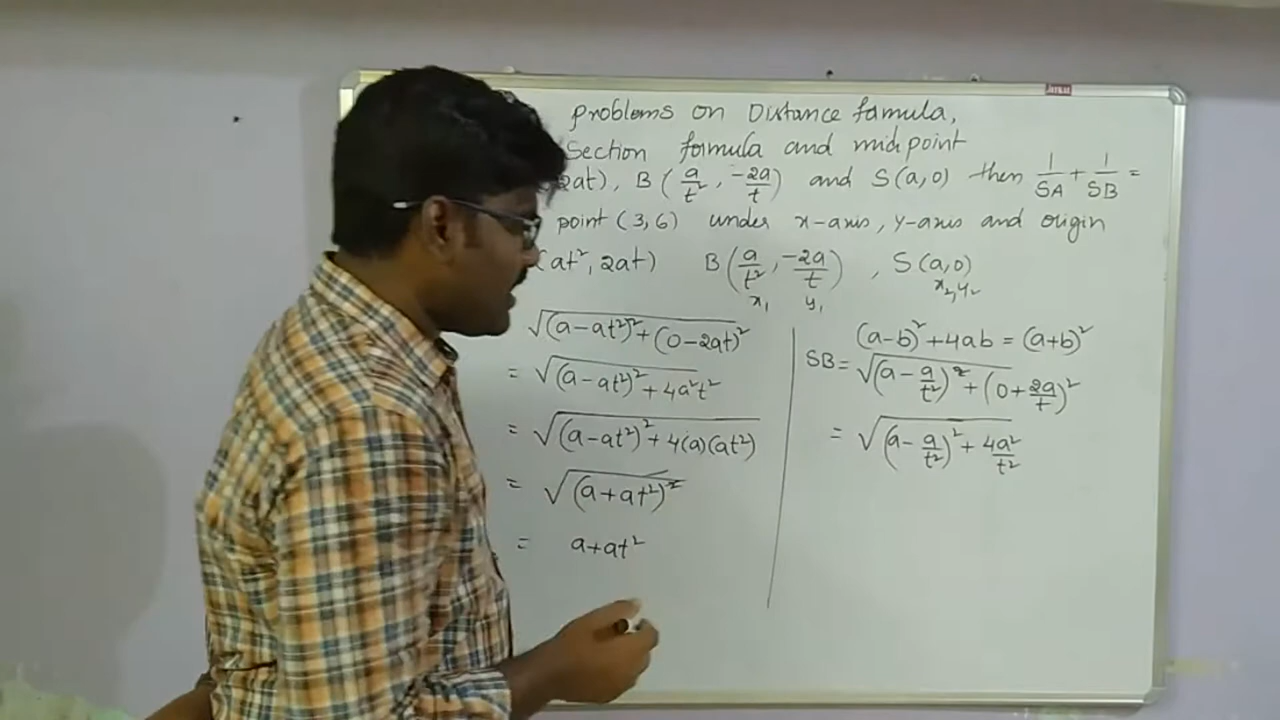 problems on Distance formula,
Section formula and midpoint
2at), B(a/t², -2a/t) and S(a,0) then 1/SA + 1/SB =
point (3,6) under x-axis, y-axis and origin
(at², 2at) B(a/t², -2a/t), S(a,0)
x₁ y₁ x₂, y₂
√((a-at²)²+(0-2at)²
= √((a-at²)²+4a²t²
= √((a-at²)²+4(a)(at²)
= √((a+at²)²
= a+at²
(a-b)²+4ab = (a+b)²
SB= √((a - a/t²)² + (0+2a/t)²
= √((a - a/t²)² + 4a²/t²